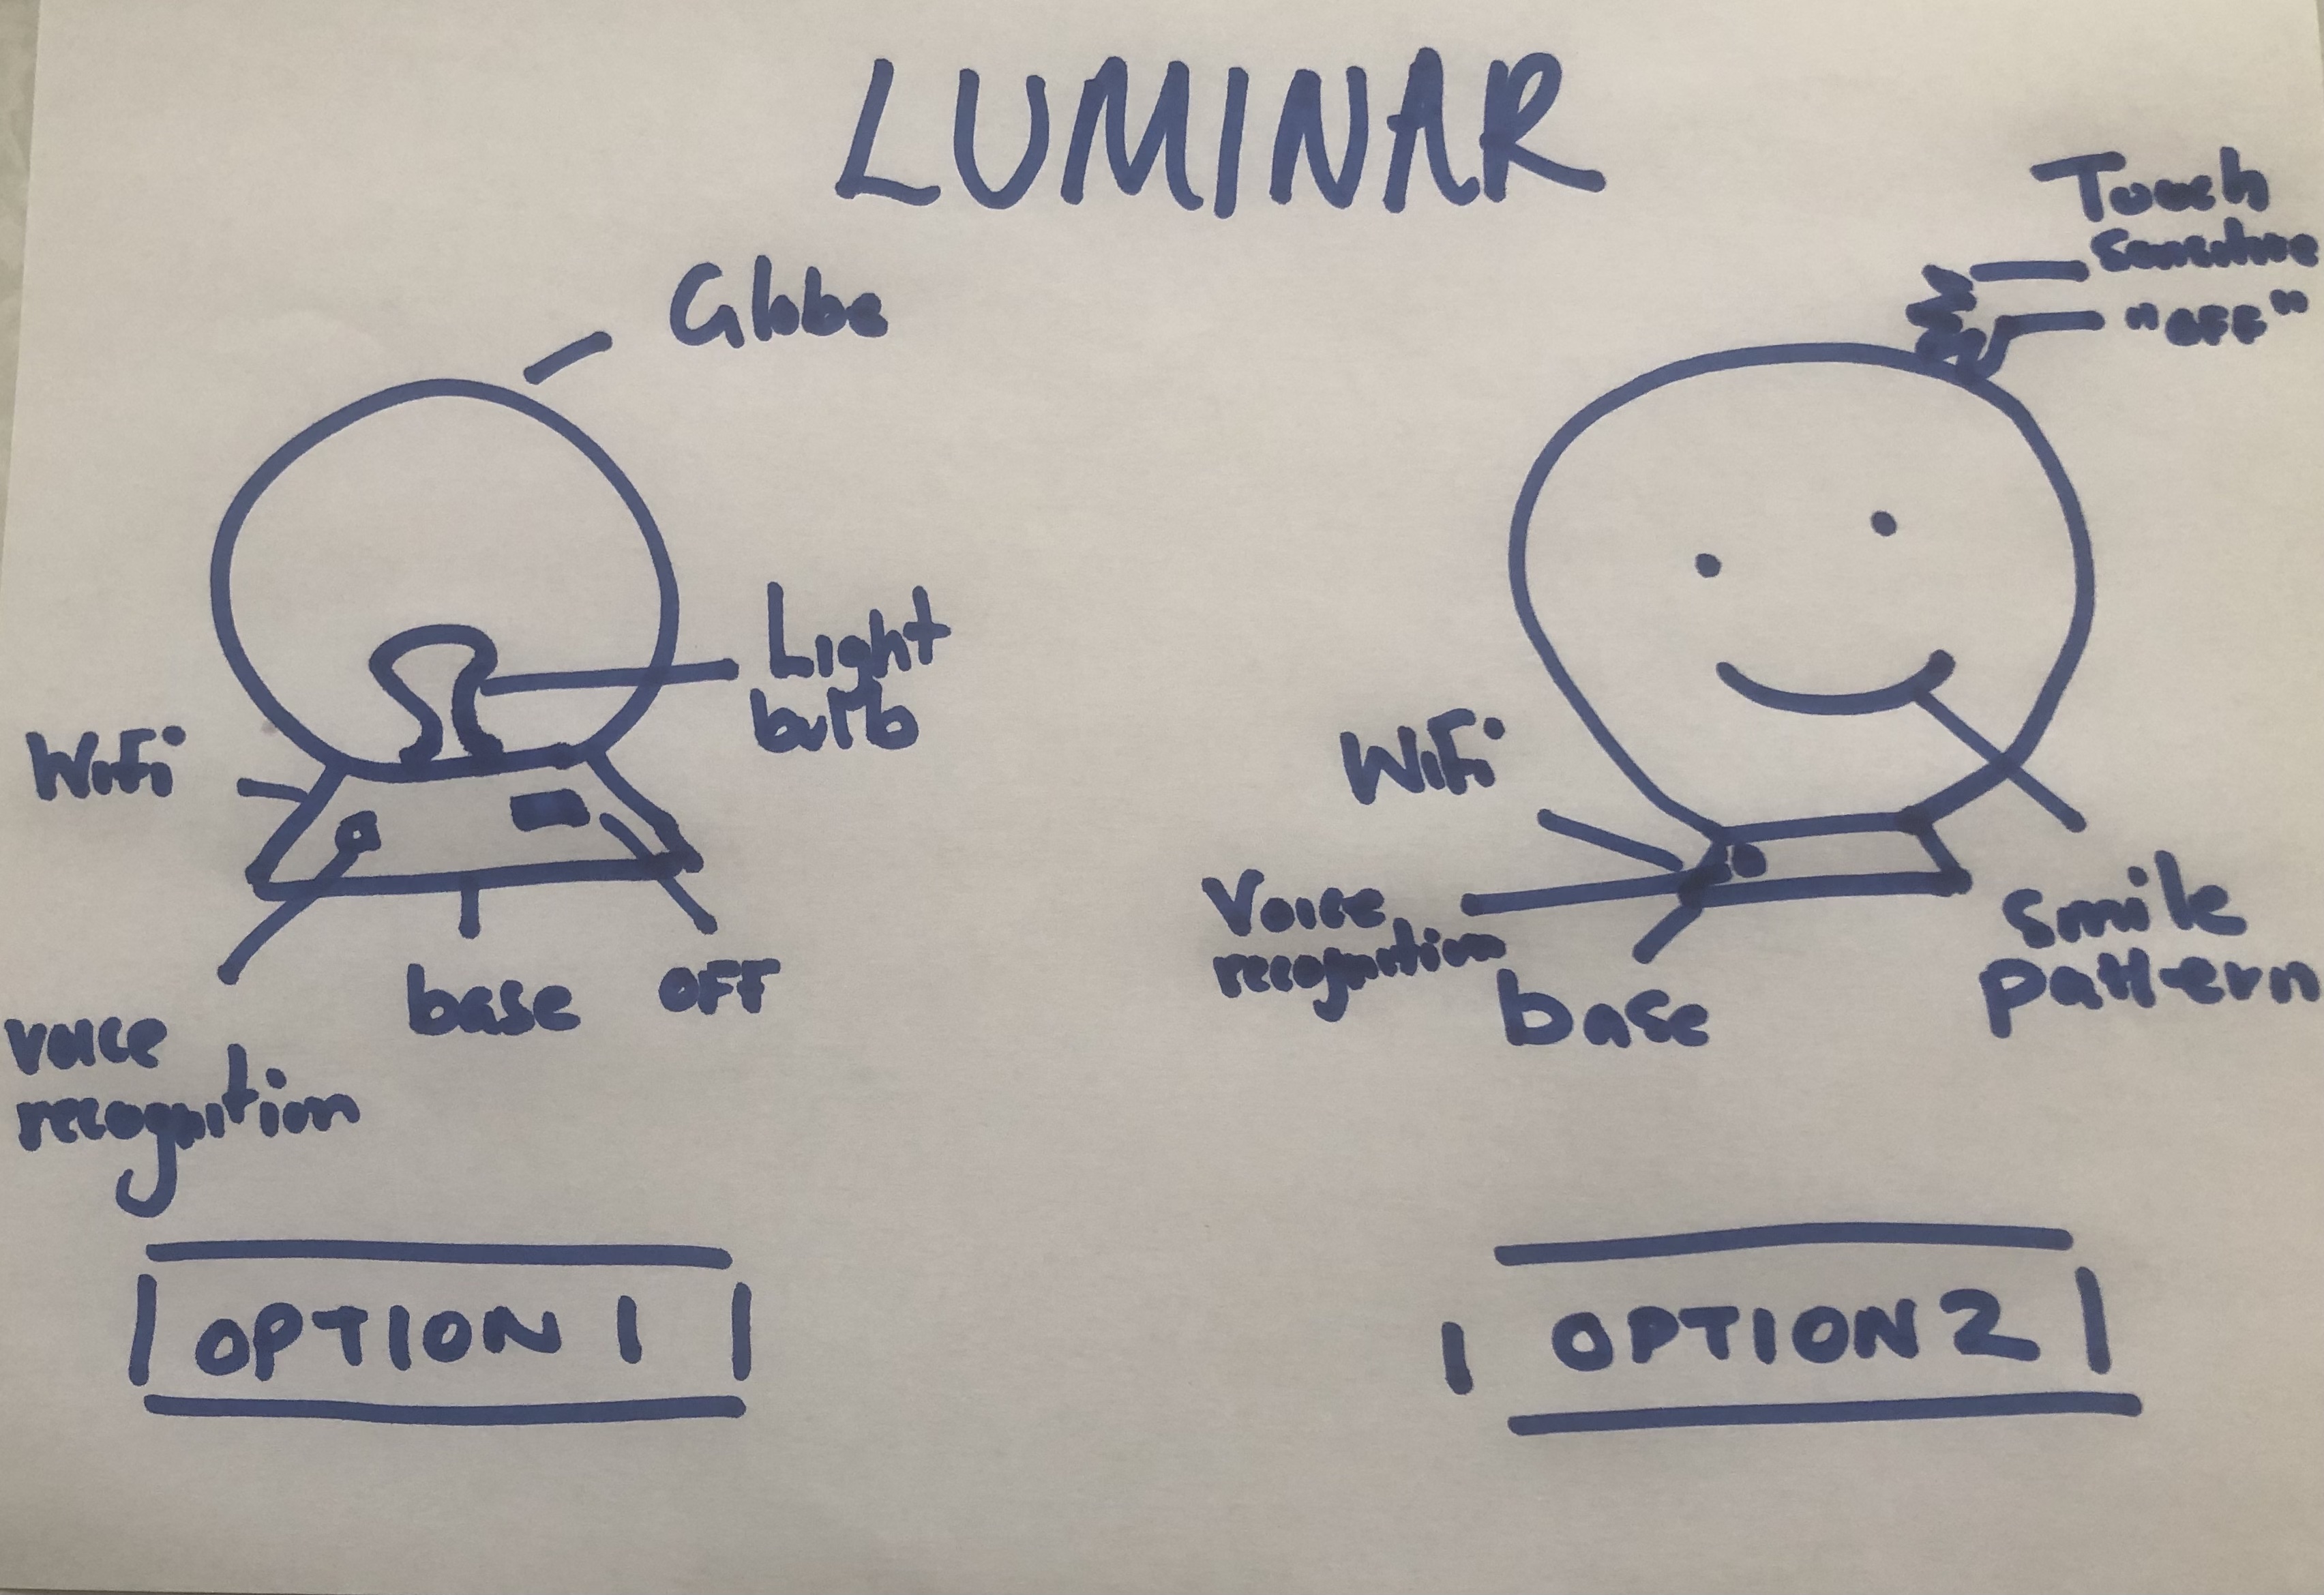 LUMINAR
Globe
Light
bulb
Wifi
base
OFF
voice
recognition
OPTION 1
Touch
Sensitive
"OFF"
Wifi
Voice
recognition
base
smile
pattern
OPTION 2